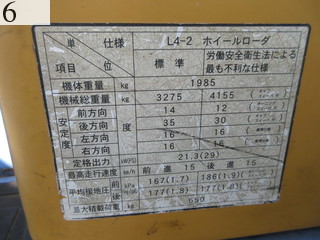 6
単位 仕様 L4-2 ホイールローダ
項目 標準 労働安全衛生法による最も不利な仕様
機体重量 kg 1985
機械総重量 kg 3275 4155
安定度 前方向 度 14 12
後方向 35 30
左方向 16 16
右方向 16 16
定格出力 (PS) 21.3(29)
最高走行速度 km/h 前進 15 後進 15
平均接地圧 前 167(1.7) 186(1.9)
後 177(1.8)
最大積載荷重 kg 550